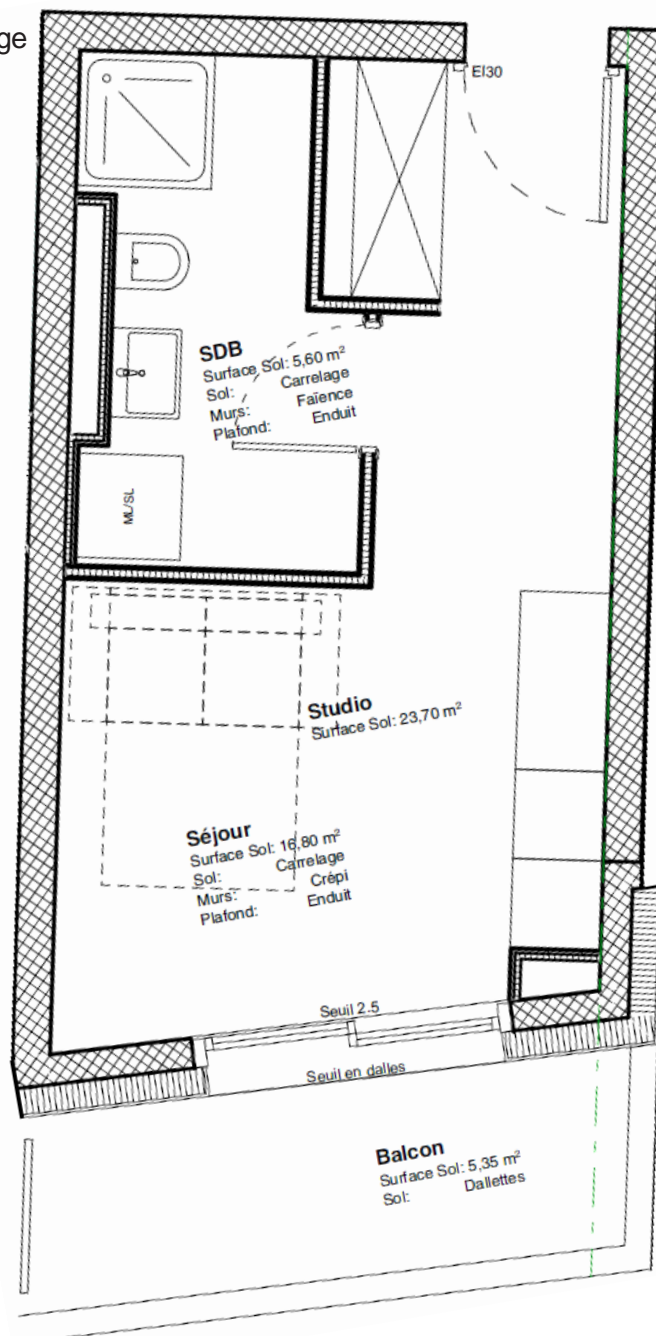 ge
EI30
SDB
Surface Sol: 5,60 m²
Sol: Carrelage
Murs: Faïence
Plafond: Enduit
ML/SL
Studio
Surface Sol: 23,70 m²
Séjour
Surface Sol: 16,80 m²
Sol: Carrelage
Murs: Crépi
Plafond: Enduit
Seuil 2.5
Seuil en dalles
Balcon
Surface Sol: 5,35 m²
Sol: Dallettes